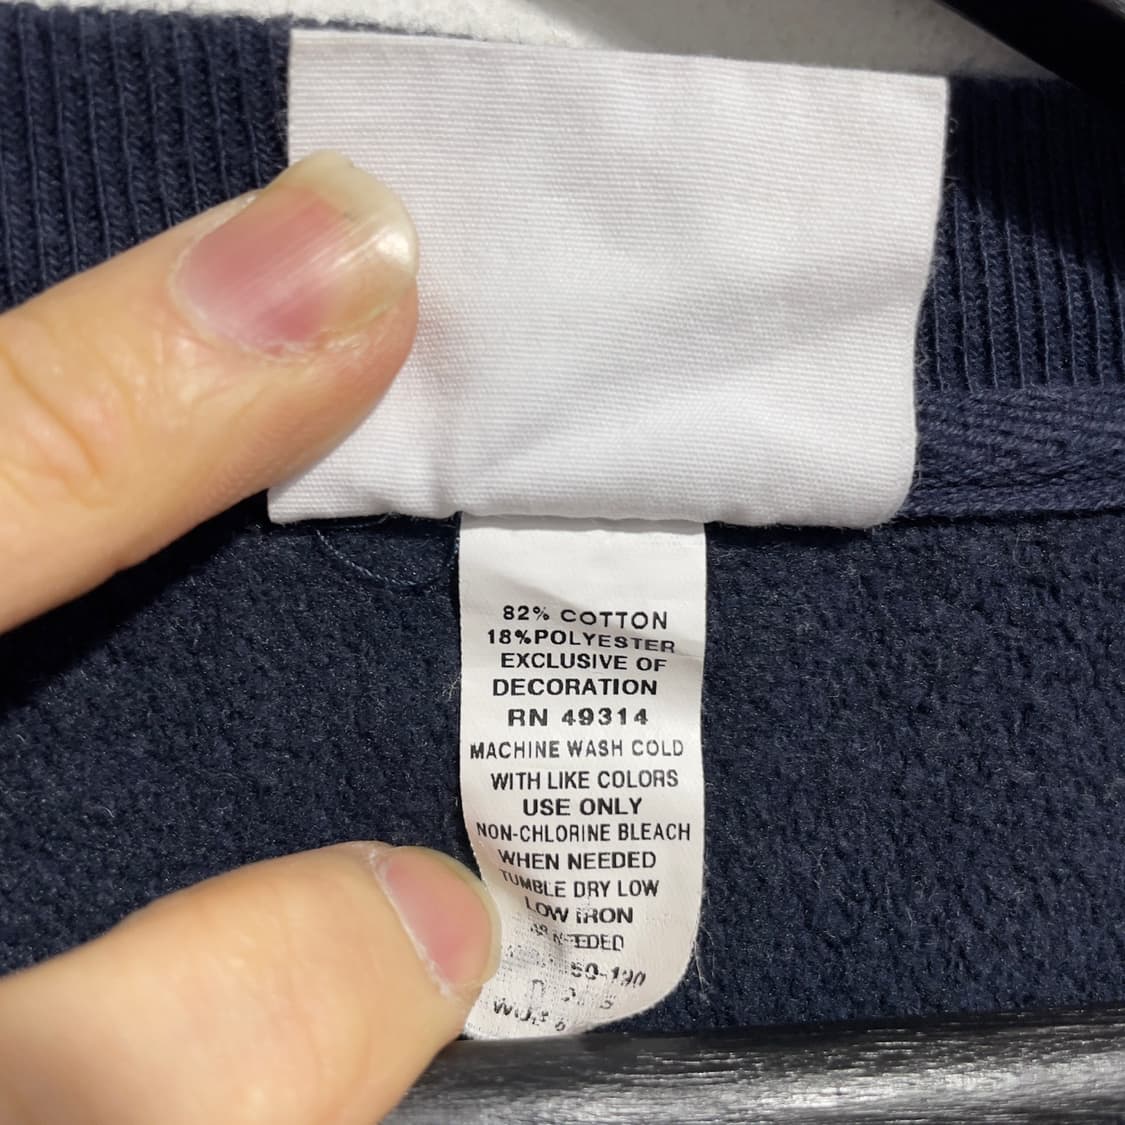 82% COTTON
18%POLYESTER
EXCLUSIVE OF
DECORATION
RN 49314
MACHINE WASH COLD
WITH LIKE COLORS
USE ONLY
NON-CHLORINE BLEACH
WHEN NEEDED
TUMBLE DRY LOW
LOW IRON
NEEDED